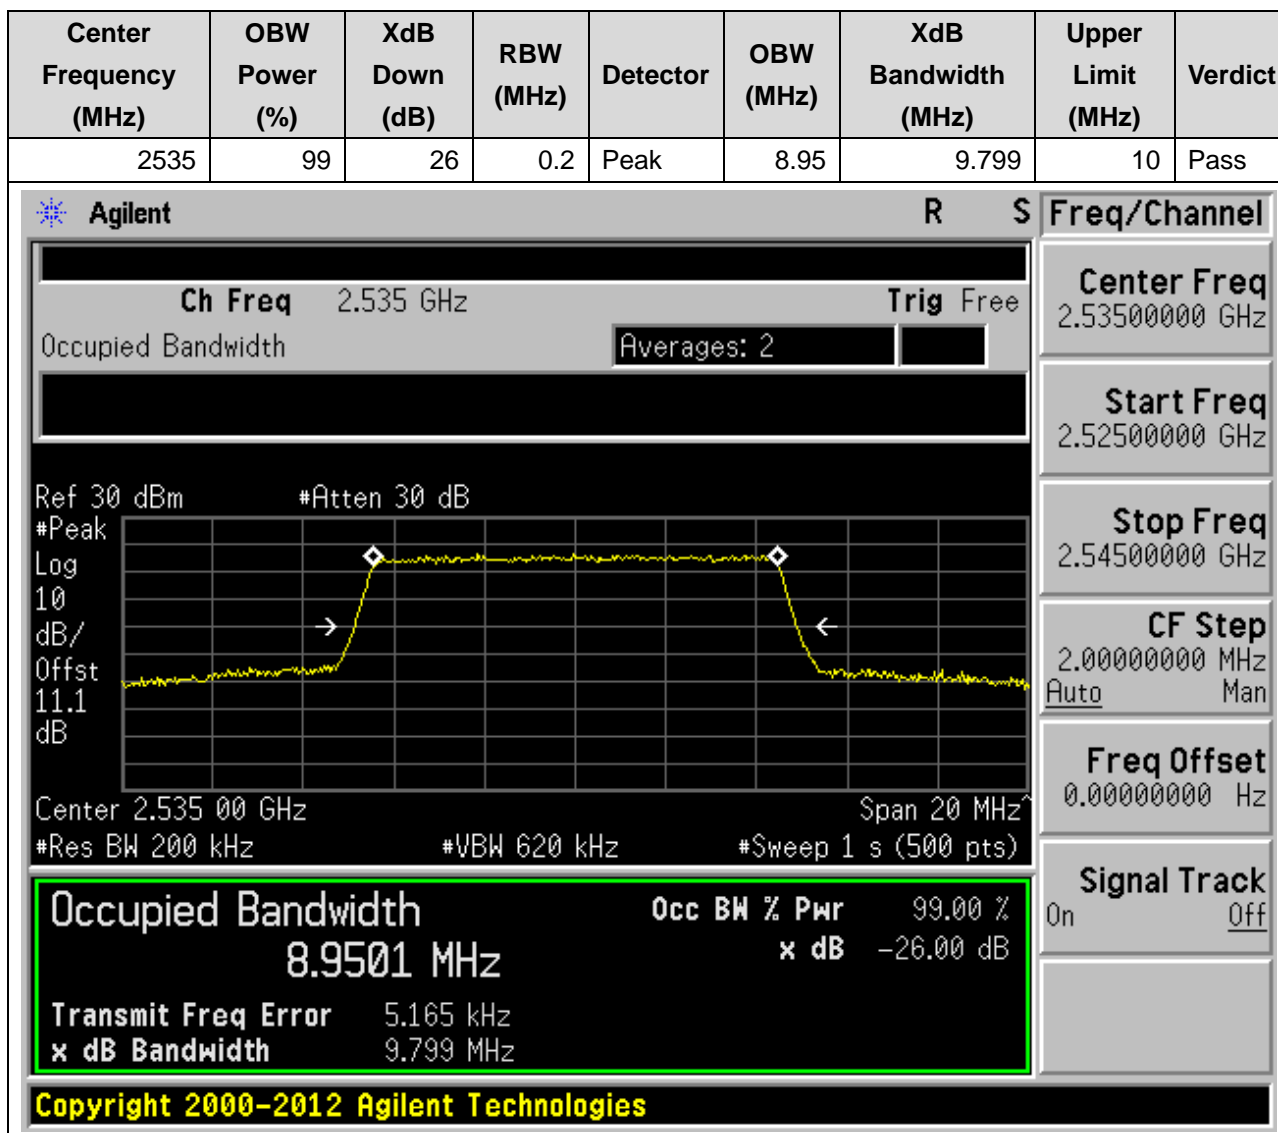 Center Frequency (MHz) OBW Power (%) XdB Down (dB) RBW (MHz) Detector OBW (MHz) XdB Bandwidth (MHz) Upper Limit (MHz) Verdict
2535 99 26 0.2 Peak 8.95 9.799 10 Pass
Agilent R S Freq/Channel
Ch Freq 2.535 GHz Trig Free
Occupied Bandwidth Averages: 2
Center Freq
2.53500000 GHz
Start Freq
2.52500000 GHz
Stop Freq
2.54500000 GHz
CF Step
2.00000000 MHz
Auto Man
Freq Offset
0.00000000 Hz
Signal Track
On Off
Ref 30 dBm #Atten 30 dB
#Peak
Log
10
dB/
Offst
11.1
dB
Center 2.535 00 GHz Span 20 MHz^
#Res BW 200 kHz #VBW 620 kHz #Sweep 1 s (500 pts)
Occupied Bandwidth Occ BW % Pwr 99.00 %
8.9501 MHz x dB -26.00 dB
Transmit Freq Error 5.165 kHz
x dB Bandwidth 9.799 MHz
Copyright 2000-2012 Agilent Technologies